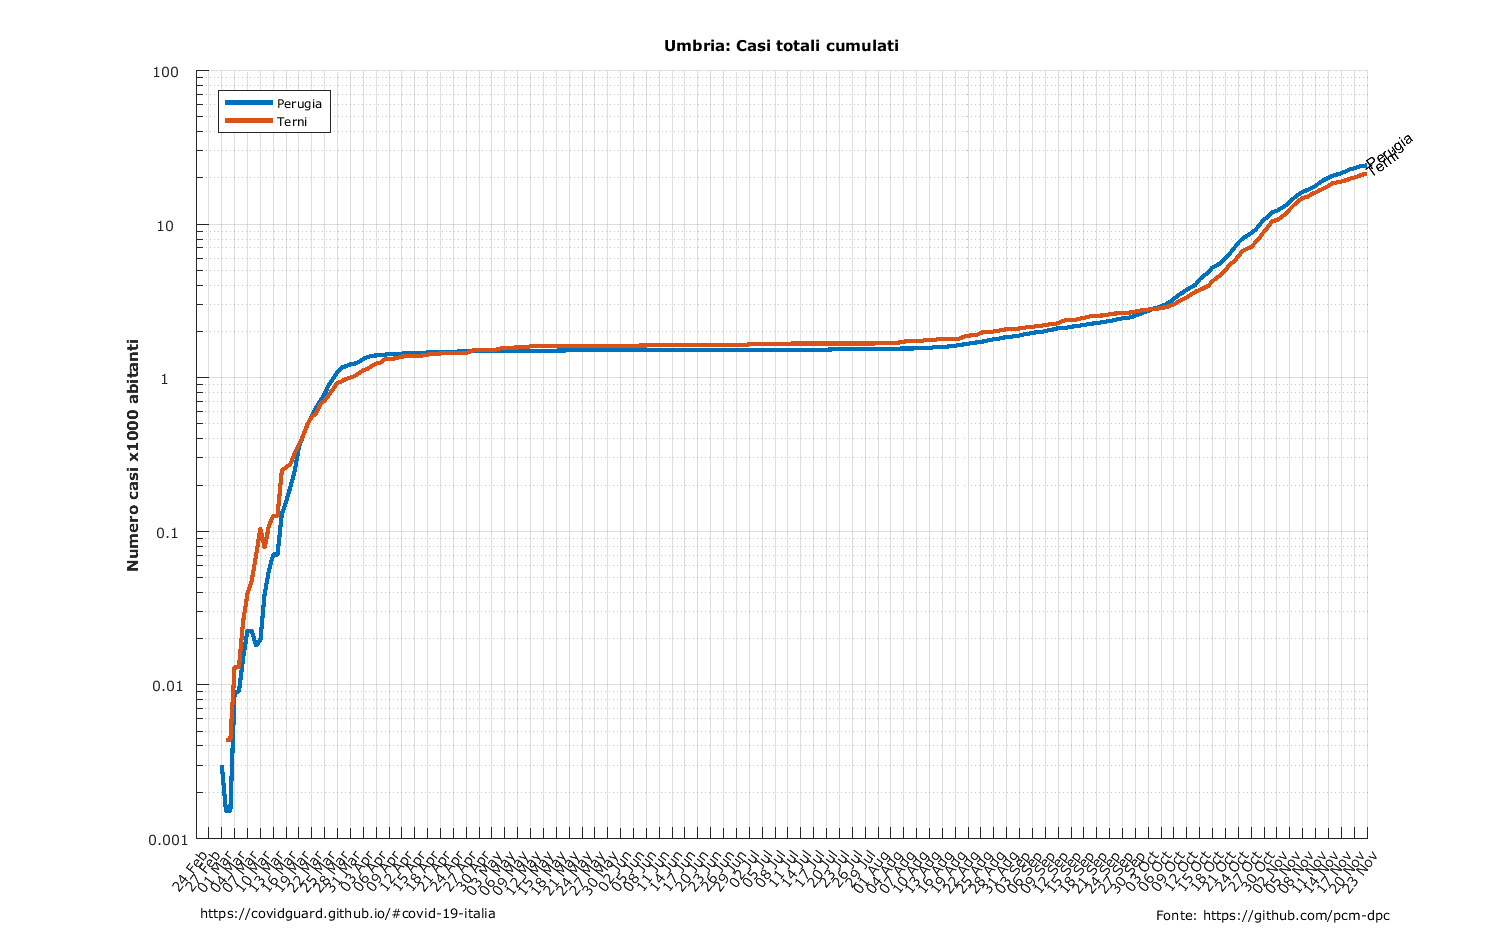 Umbria: Casi totali cumulati
100
10
1
0.1
0.01
0.001
Numero casi x1000 abitanti
Perugia
Terni
Perugia
Terni
24 Feb
27 Feb
01 Mar
04 Mar
07 Mar
10 Mar
13 Mar
16 Mar
19 Mar
22 Mar
25 Mar
28 Mar
31 Mar
03 Apr
06 Apr
09 Apr
12 Apr
15 Apr
18 Apr
21 Apr
24 Apr
27 Apr
30 Apr
03 May
06 May
09 May
12 May
15 May
18 May
21 May
24 May
27 May
30 May
02 Jun
05 Jun
08 Jun
11 Jun
14 Jun
17 Jun
20 Jun
23 Jun
26 Jun
29 Jun
02 Jul
05 Jul
08 Jul
11 Jul
14 Jul
17 Jul
20 Jul
23 Jul
26 Jul
29 Jul
01 Aug
04 Aug
07 Aug
10 Aug
13 Aug
16 Aug
19 Aug
22 Aug
25 Aug
28 Aug
31 Aug
03 Sep
06 Sep
09 Sep
12 Sep
15 Sep
18 Sep
21 Sep
24 Sep
27 Sep
30 Sep
03 Oct
06 Oct
09 Oct
12 Oct
15 Oct
18 Oct
21 Oct
24 Oct
27 Oct
30 Oct
02 Nov
05 Nov
08 Nov
11 Nov
14 Nov
17 Nov
20 Nov
23 Nov
https://covidguard.github.io/#covid-19-italia
Fonte: https://github.com/pcm-dpc